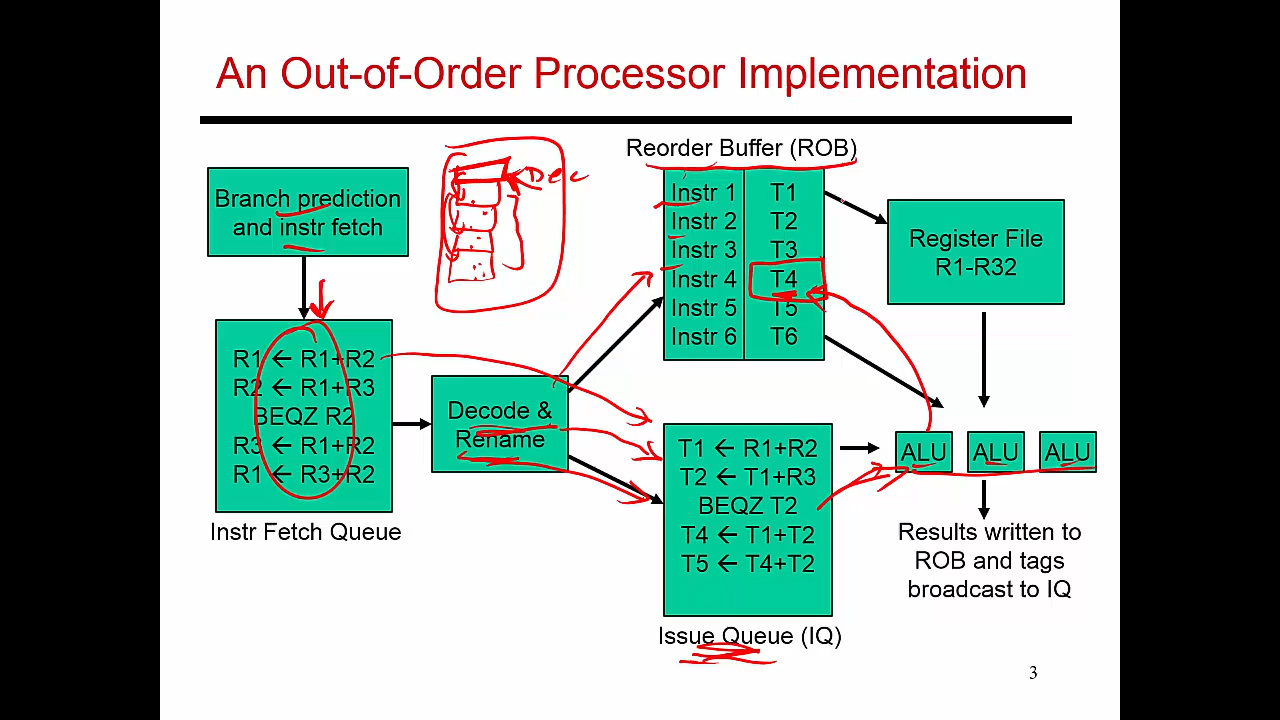 An Out-of-Order Processor Implementation
Branch prediction
and instr fetch
Dec
Reorder Buffer (ROB)
Instr 1 T1
Instr 2 T2
Instr 3 T3
Instr 4 T4
Instr 5 T5
Instr 6 T6
Register File
R1-R32
R1 ← R1+R2
R2 ← R1+R3
BEQZ R2
R3 ← R1+R2
R1 ← R3+R2
Instr Fetch Queue
Decode &
Rename
T1 ← R1+R2
T2 ← T1+R3
BEQZ T2
T4 ← T1+T2
T5 ← T4+T2
Issue Queue (IQ)
ALU ALU ALU
Results written to
ROB and tags
broadcast to IQ
3